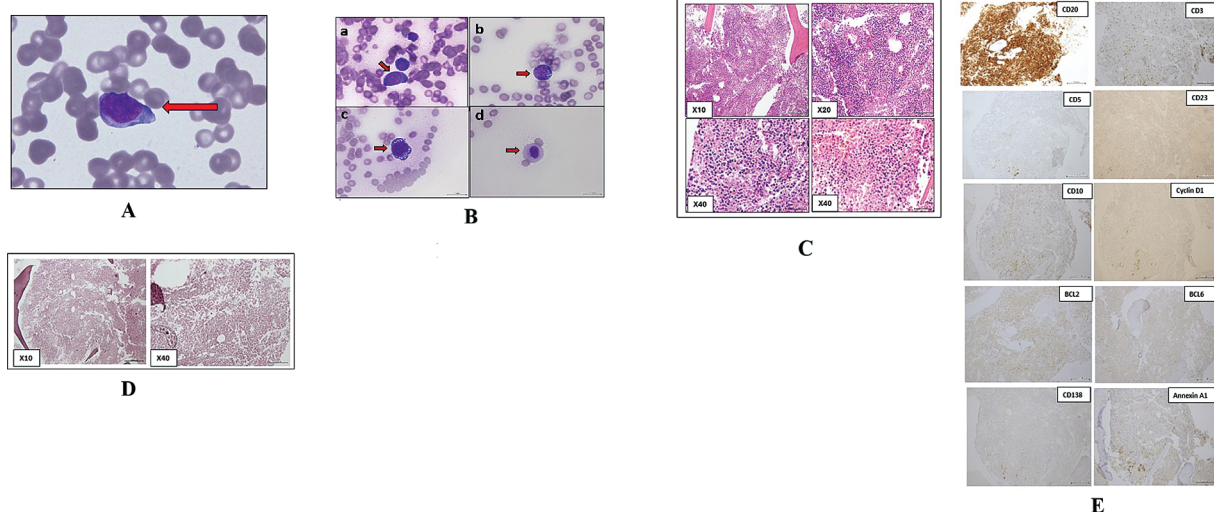 a
b
c
d
A
B
X10
X20
X40
X40
C
X10
X40
D
CD20
CD3
CD5
CD23
CD10
Cyclin D1
BCL2
BCL6
CD138
Annexin A1
E